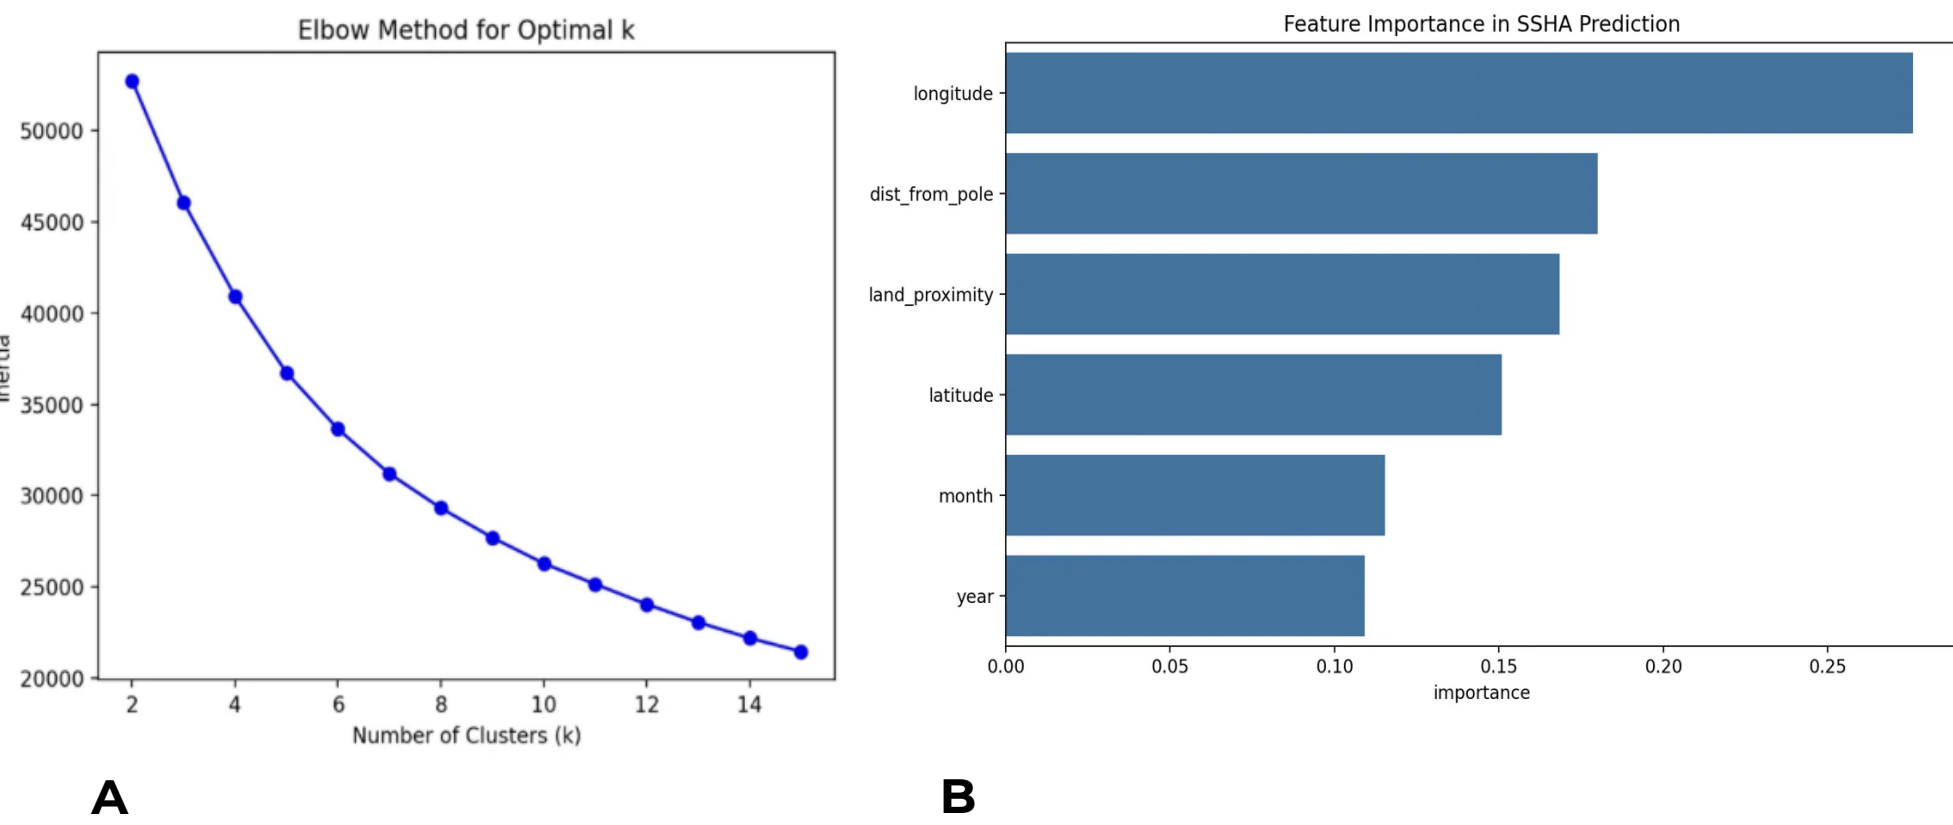 Elbow Method for Optimal k
50000
45000
40000
35000
30000
25000
20000
Inertia
2 4 6 8 10 12 14
Number of Clusters (k)
A
Feature Importance in SSHA Prediction
longitude
dist_from_pole
land_proximity
latitude
month
year
0.00 0.05 0.10 0.15 0.20 0.25
importance
B